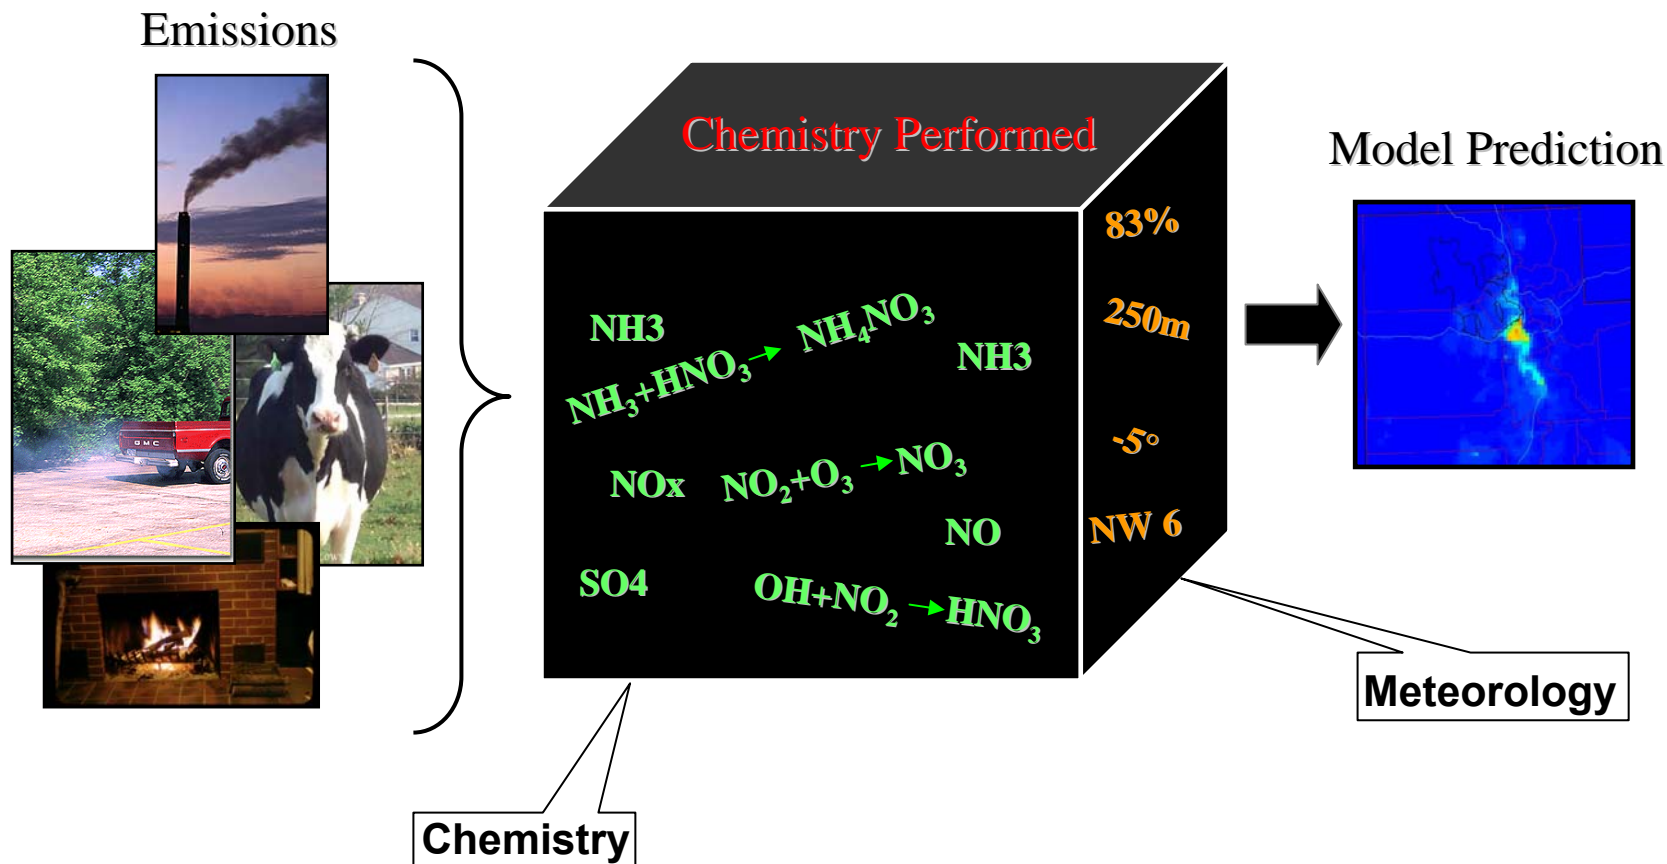 Emissions
GMC
Chemistry Performed
NH3
NH₃+HNO₃→NH₄NO₃
NH3
NOx
NO₂+O₃→NO₃
NO
SO4
OH+NO₂→HNO₃
83%
250m
-5°
NW 6
Model Prediction
Chemistry
Meteorology